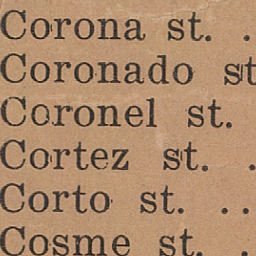 Corona st. .
Coronado st
Coronel st.
Cortez st. .
Corto st. ..
Cosme st. .